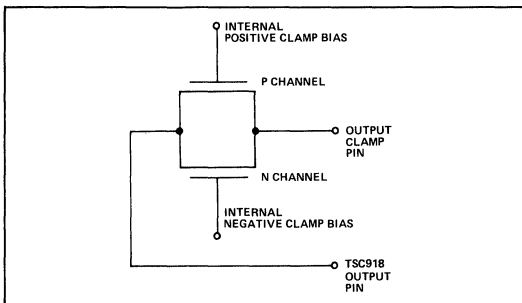 INTERNAL
POSITIVE CLAMP BIAS
P CHANNEL
OUTPUT
CLAMP
PIN
N CHANNEL
INTERNAL
NEGATIVE CLAMP BIAS
TSC918
OUTPUT
PIN